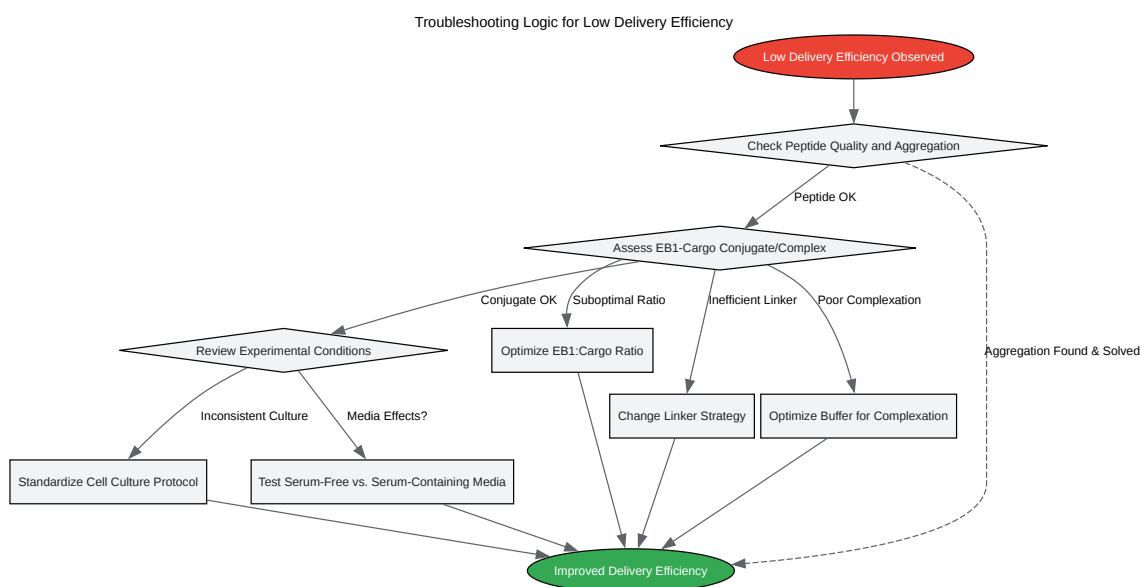 Troubleshooting Logic for Low Delivery Efficiency
Low Delivery Efficiency Observed
Check Peptide Quality and Aggregation
Peptide OK
Assess EB1-Cargo Conjugate/Complex
Conjugate OK
Suboptimal Ratio
Inefficient Linker
Poor Complexation
Review Experimental Conditions
Optimize EB1:Cargo Ratio
Aggregation Found & Solved
Inconsistent Culture
Media Effects?
Change Linker Strategy
Optimize Buffer for Complexation
Standardize Cell Culture Protocol
Test Serum-Free vs. Serum-Containing Media
Improved Delivery Efficiency